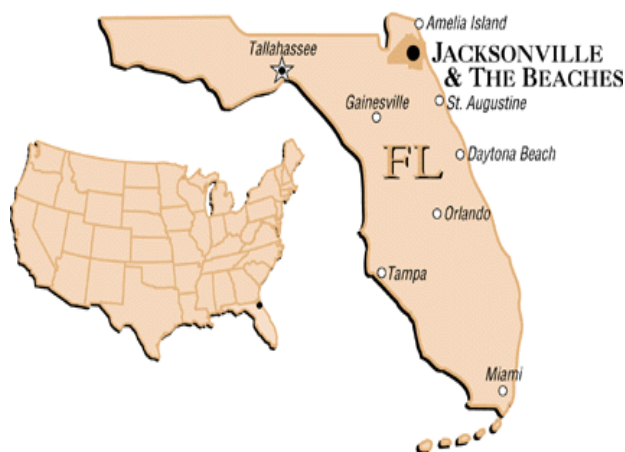 Amelia Island
JACKSONVILLE
& THE BEACHES
Tallahassee
Gainesville
St. Augustine
FL
Daytona Beach
Orlando
Tampa
Miami